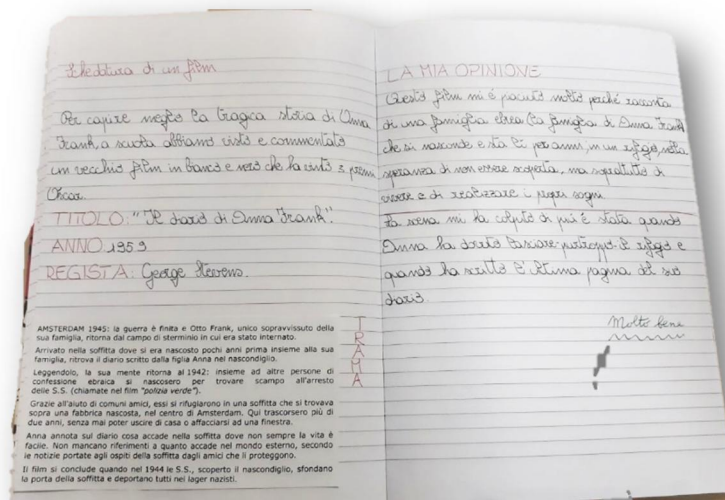 Schedatura di un film
Per capire meglio la tragica storia di Anna
Frank, a scuola abbiamo visto e commentato
un vecchio film in bianco e nero che ha vinto 3 premi
Oscar.
TITOLO: "Il diario di Anna Frank".
ANNO: 1959
REGISTA: George Stevens.
AMSTERDAM 1945: la guerra è finita e Otto Frank, unico sopravvissuto della
sua famiglia, ritorna dal campo di sterminio in cui era stato internato.
Arrivato nella soffitta dove si era nascosto pochi anni prima insieme alla sua
famiglia, ritrova il diario scritto dalla figlia Anna nel nascondiglio.
Leggendolo, la sua mente ritorna al 1942: insieme ad altre persone di
confessione ebraica si nascosero per trovare scampo all'arresto
delle S.S. (chiamate nel film "polizia verde").
Grazie all'aiuto di comuni amici, essi si rifugiarono in una soffitta che si trovava
sopra una fabbrica nascosta, nel centro di Amsterdam. Qui trascorsero più di
due anni, senza mai poter uscire di casa o affacciarsi ad una finestra.
Anna annota sul diario cosa accade nella soffitta dove non sempre la vita è
facile. Non mancano riferimenti a quanto accade nel mondo esterno, secondo
le notizie portate agli ospiti della soffitta dagli amici che li proteggono.
Il film si conclude quando nel 1944 le S.S., scoperto il nascondiglio, sfondano
la porta della soffitta e deportano tutti nei lager nazisti.
TRAMA
LA MIA OPINIONE
Questo film mi è piaciuto molto perché racconta
di una famiglia ebrea (la famiglia di Anna Frank)
che si nasconde e sta lì per anni, in un rifugio, nella
speranza di non essere scoperta, ma soprattutto di
vivere e di realizzare i propri sogni.
La scena mi ha colpito di più è stata quando
Anna ha dovuto lasciare purtroppo il rifugio e
quando ha scritto l'ultima pagina del suo
diario.
Molto bene